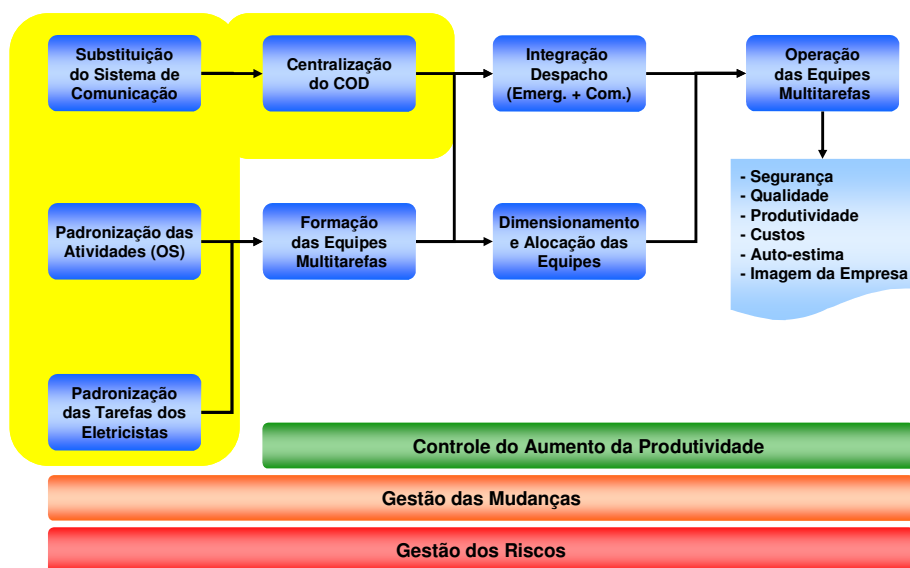 Substituição
do Sistema de
Comunicação
Centralização
do COD
Integração
Despacho
(Emerg. + Com.)
Operação
das Equipes
Multitarefas
- Segurança
- Qualidade
- Produtividade
- Custos
- Auto-estima
- Imagem da Empresa
Padronização das
Atividades (OS)
Formação
das Equipes
Multitarefas
Dimensionamento
e Alocação das
Equipes
Padronização
das Tarefas dos
Eletricistas
Controle do Aumento da Produtividade
Gestão das Mudanças
Gestão dos Riscos